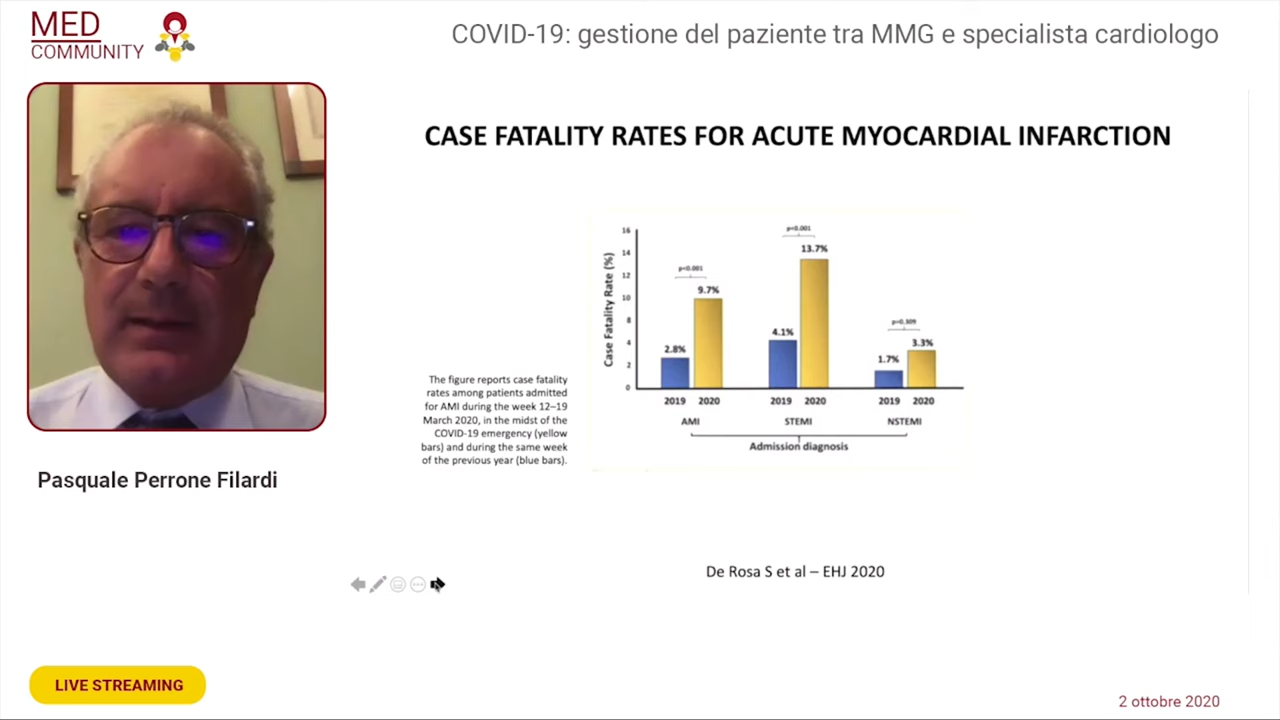 MED
COMMUNITY
COVID-19: gestione del paziente tra MMG e specialista cardiologo
CASE FATALITY RATES FOR ACUTE MYOCARDIAL INFARCTION
Pasquale Perrone Filardi
The figure reports case fatality
rates among patients admitted
for AMI during the week 12–19
March 2020, in the midst of the
COVID-19 emergency (yellow
bars) and during the same week
of the previous year (blue bars).
Case Fatality Rate (%)
16
14
12
10
8
6
4
2
0
p<0.001
2.8%
9.7%
p<0.001
4.1%
13.7%
p=0.309
1.7%
3.3%
2019 2020 2019 2020 2019 2020
AMI STEMI NSTEMI
Admission diagnosis
De Rosa S et al – EHJ 2020
LIVE STREAMING
2 ottobre 2020